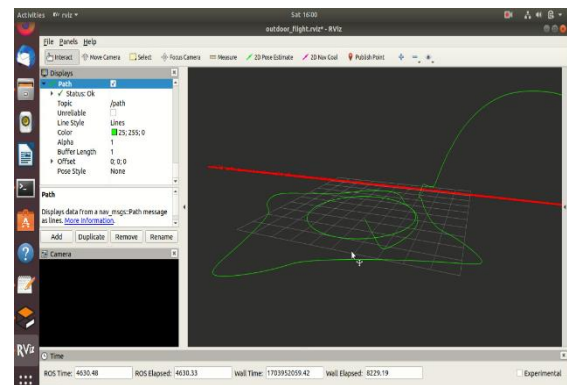 Activities
rviz
Sat 16:00
outdoor_flight.rviz* - RViz
File Panels Help
Interact Move Camera Select Focus Camera Measure 2D Pose Estimate 2D Nav Goal Publish Point
Displays
Path
Status: Ok
Topic /path
Unreliable
Line Style Lines
Color 25; 255; 0
Alpha 1
Buffer Length 1
Offset 0; 0; 0
Pose Style None
Path
Displays data from a nav_msgs::Path message
as lines. More Information.
Add Duplicate Remove Rename
Camera
RViz
Time
ROS Time: 4630.48 ROS Elapsed: 4630.33 Wall Time: 1703952059.42 Wall Elapsed: 8229.19 Experimental